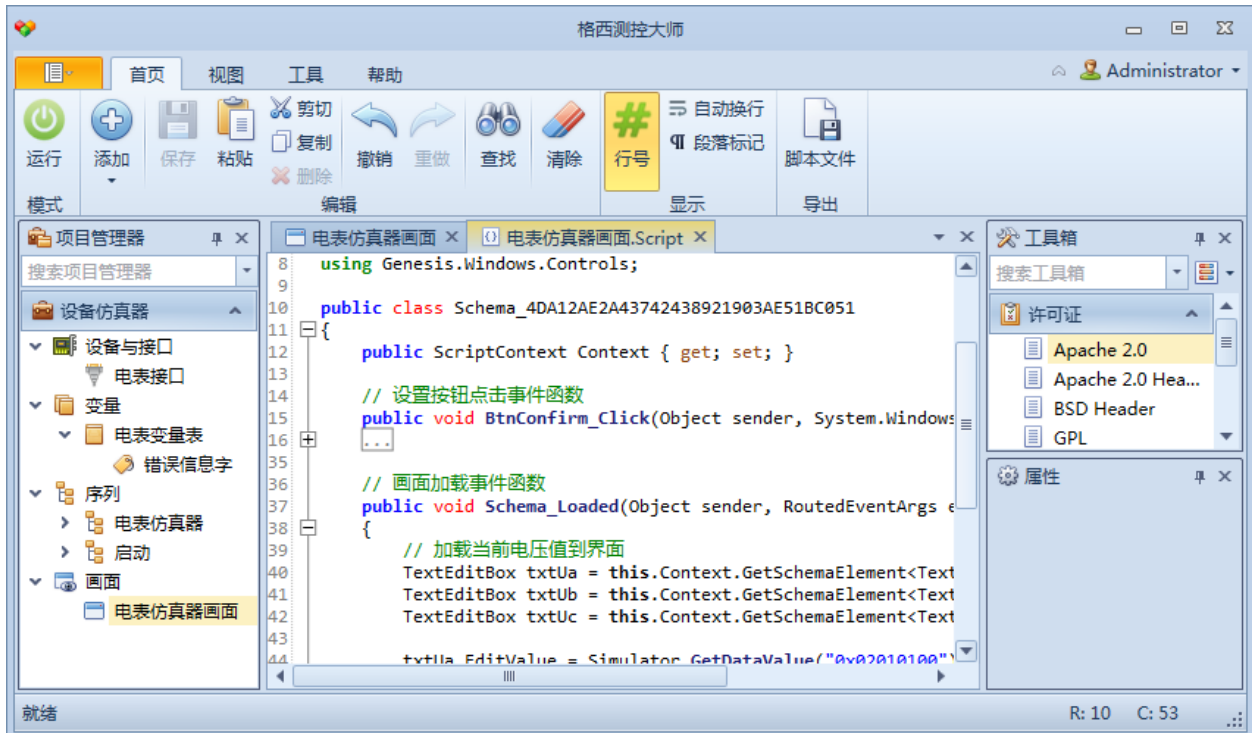 格西测控大师
首页 视图 工具 帮助 Administrator
运行 添加 保存 粘贴 剪切 复制 删除 撤销 重做 查找 清除 行号 自动换行 段落标记 脚本文件
模式 编辑 显示 导出
项目管理器
搜索项目管理器
设备仿真器
设备与接口
电表接口
变量
电表变量表
错误信息字
序列
电表仿真器
启动
画面
电表仿真器画面
电表仿真器画面 电表仿真器画面.Script
8 using Genesis.Windows.Controls;
9
10 public class Schema_4DA12AE2A43742438921903AE51BC051
11 {
12 public ScriptContext Context { get; set; }
13
14 // 设置按钮点击事件函数
15 public void BtnConfirm_Click(Object sender, System.Windows
16 ...
35
36 // 画面加载事件函数
37 public void Schema_Loaded(Object sender, RoutedEventArgs e
38 {
39 // 加载当前电压值到界面
40 TextEditBox txtUa = this.Context.GetSchemaElement<Text
41 TextEditBox txtUb = this.Context.GetSchemaElement<Text
42 TextEditBox txtUc = this.Context.GetSchemaElement<Text
43
44 txtUa.EditValue = Simulator.GetDataValue("0x02010100")
工具箱
搜索工具箱
许可证
Apache 2.0
Apache 2.0 Hea...
BSD Header
GPL
属性
就绪 R: 10 C: 53